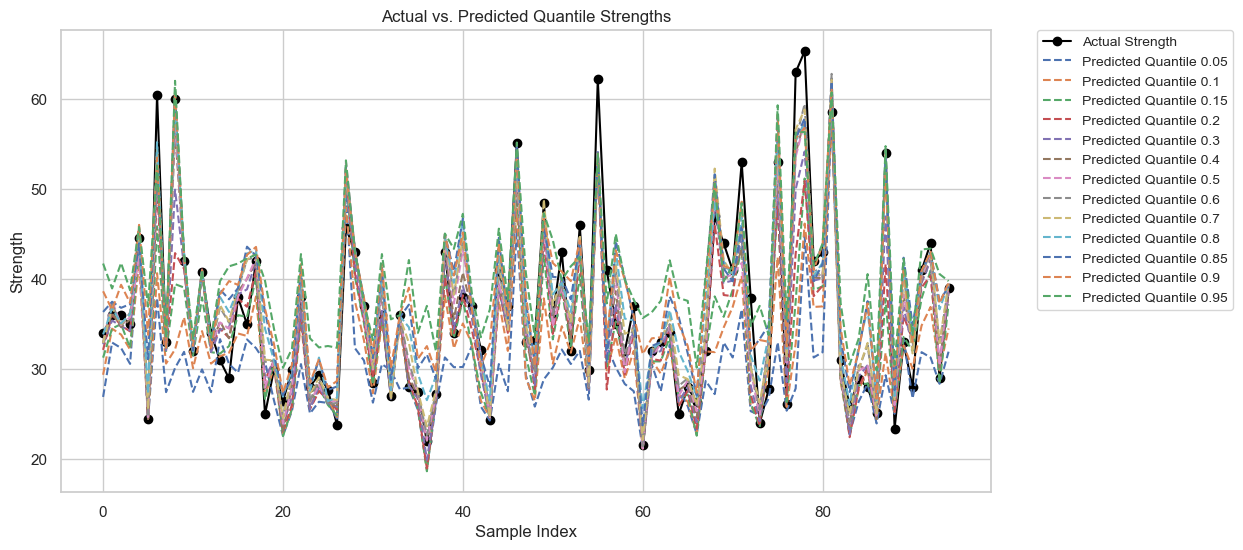 Actual vs. Predicted Quantile Strengths
Strength
60
50
40
30
20
0
20
40
60
80
Sample Index
Actual Strength
Predicted Quantile 0.05
Predicted Quantile 0.1
Predicted Quantile 0.15
Predicted Quantile 0.2
Predicted Quantile 0.3
Predicted Quantile 0.4
Predicted Quantile 0.5
Predicted Quantile 0.6
Predicted Quantile 0.7
Predicted Quantile 0.8
Predicted Quantile 0.85
Predicted Quantile 0.9
Predicted Quantile 0.95